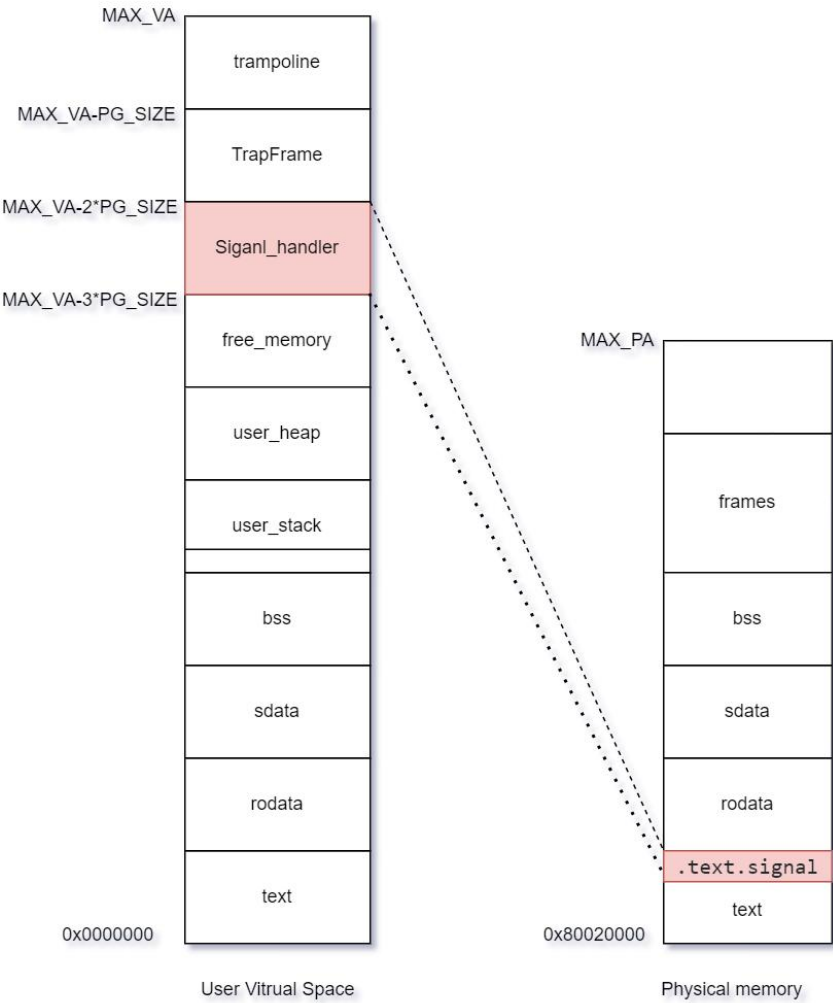 MAX_VA
trampoline
MAX_VA-PG_SIZE
TrapFrame
MAX_VA-2*PG_SIZE
Siganl_handler
MAX_VA-3*PG_SIZE
free_memory
user_heap
user_stack
bss
sdata
rodata
text
0x0000000
User Vitrual Space
MAX_PA
frames
bss
sdata
rodata
.text.signal
text
0x80020000
Physical memory